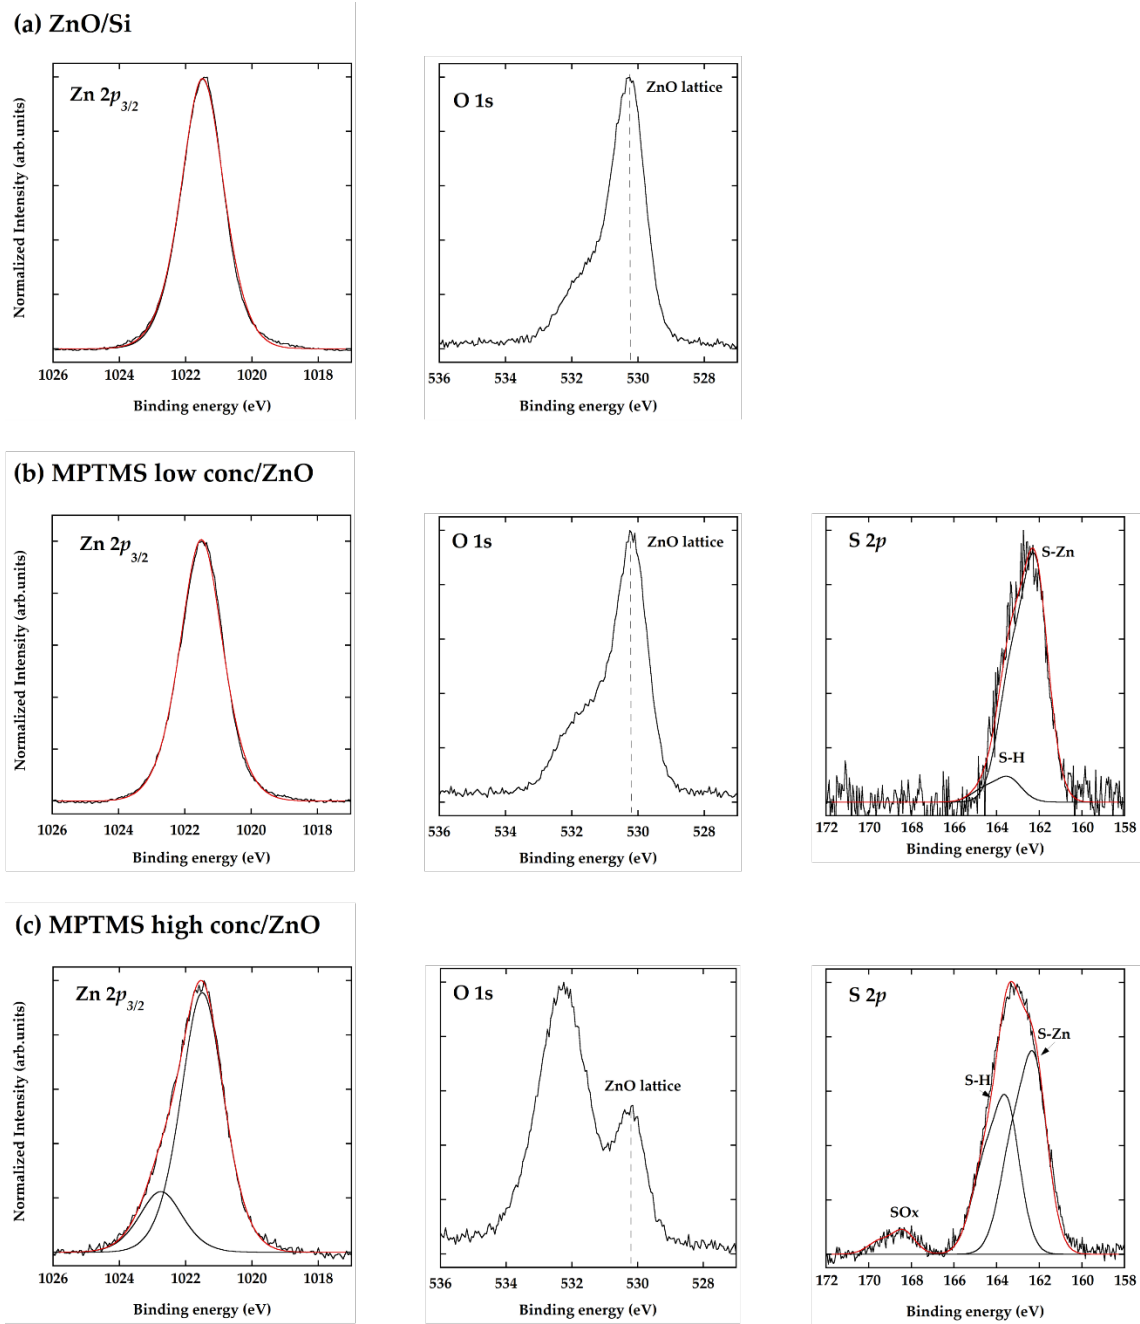 (a) ZnO/Si
Normalized Intensity (arb.units)
Zn 2p3/2
1026 1024 1022 1020 1018
Binding energy (eV)
O 1s
ZnO lattice
536 534 532 530 528
Binding energy (eV)
(b) MPTMS low conc/ZnO
Normalized Intensity (arb.units)
Zn 2p3/2
1026 1024 1022 1020 1018
Binding energy (eV)
O 1s
ZnO lattice
536 534 532 530 528
Binding energy (eV)
S 2p
S-Zn
S-H
172 170 168 166 164 162 160 158
Binding energy (eV)
(c) MPTMS high conc/ZnO
Normalized Intensity (arb.units)
Zn 2p3/2
1026 1024 1022 1020 1018
Binding energy (eV)
O 1s
ZnO lattice
536 534 532 530 528
Binding energy (eV)
S 2p
S-Zn
S-H
SOx
172 170 168 166 164 162 160 158
Binding energy (eV)